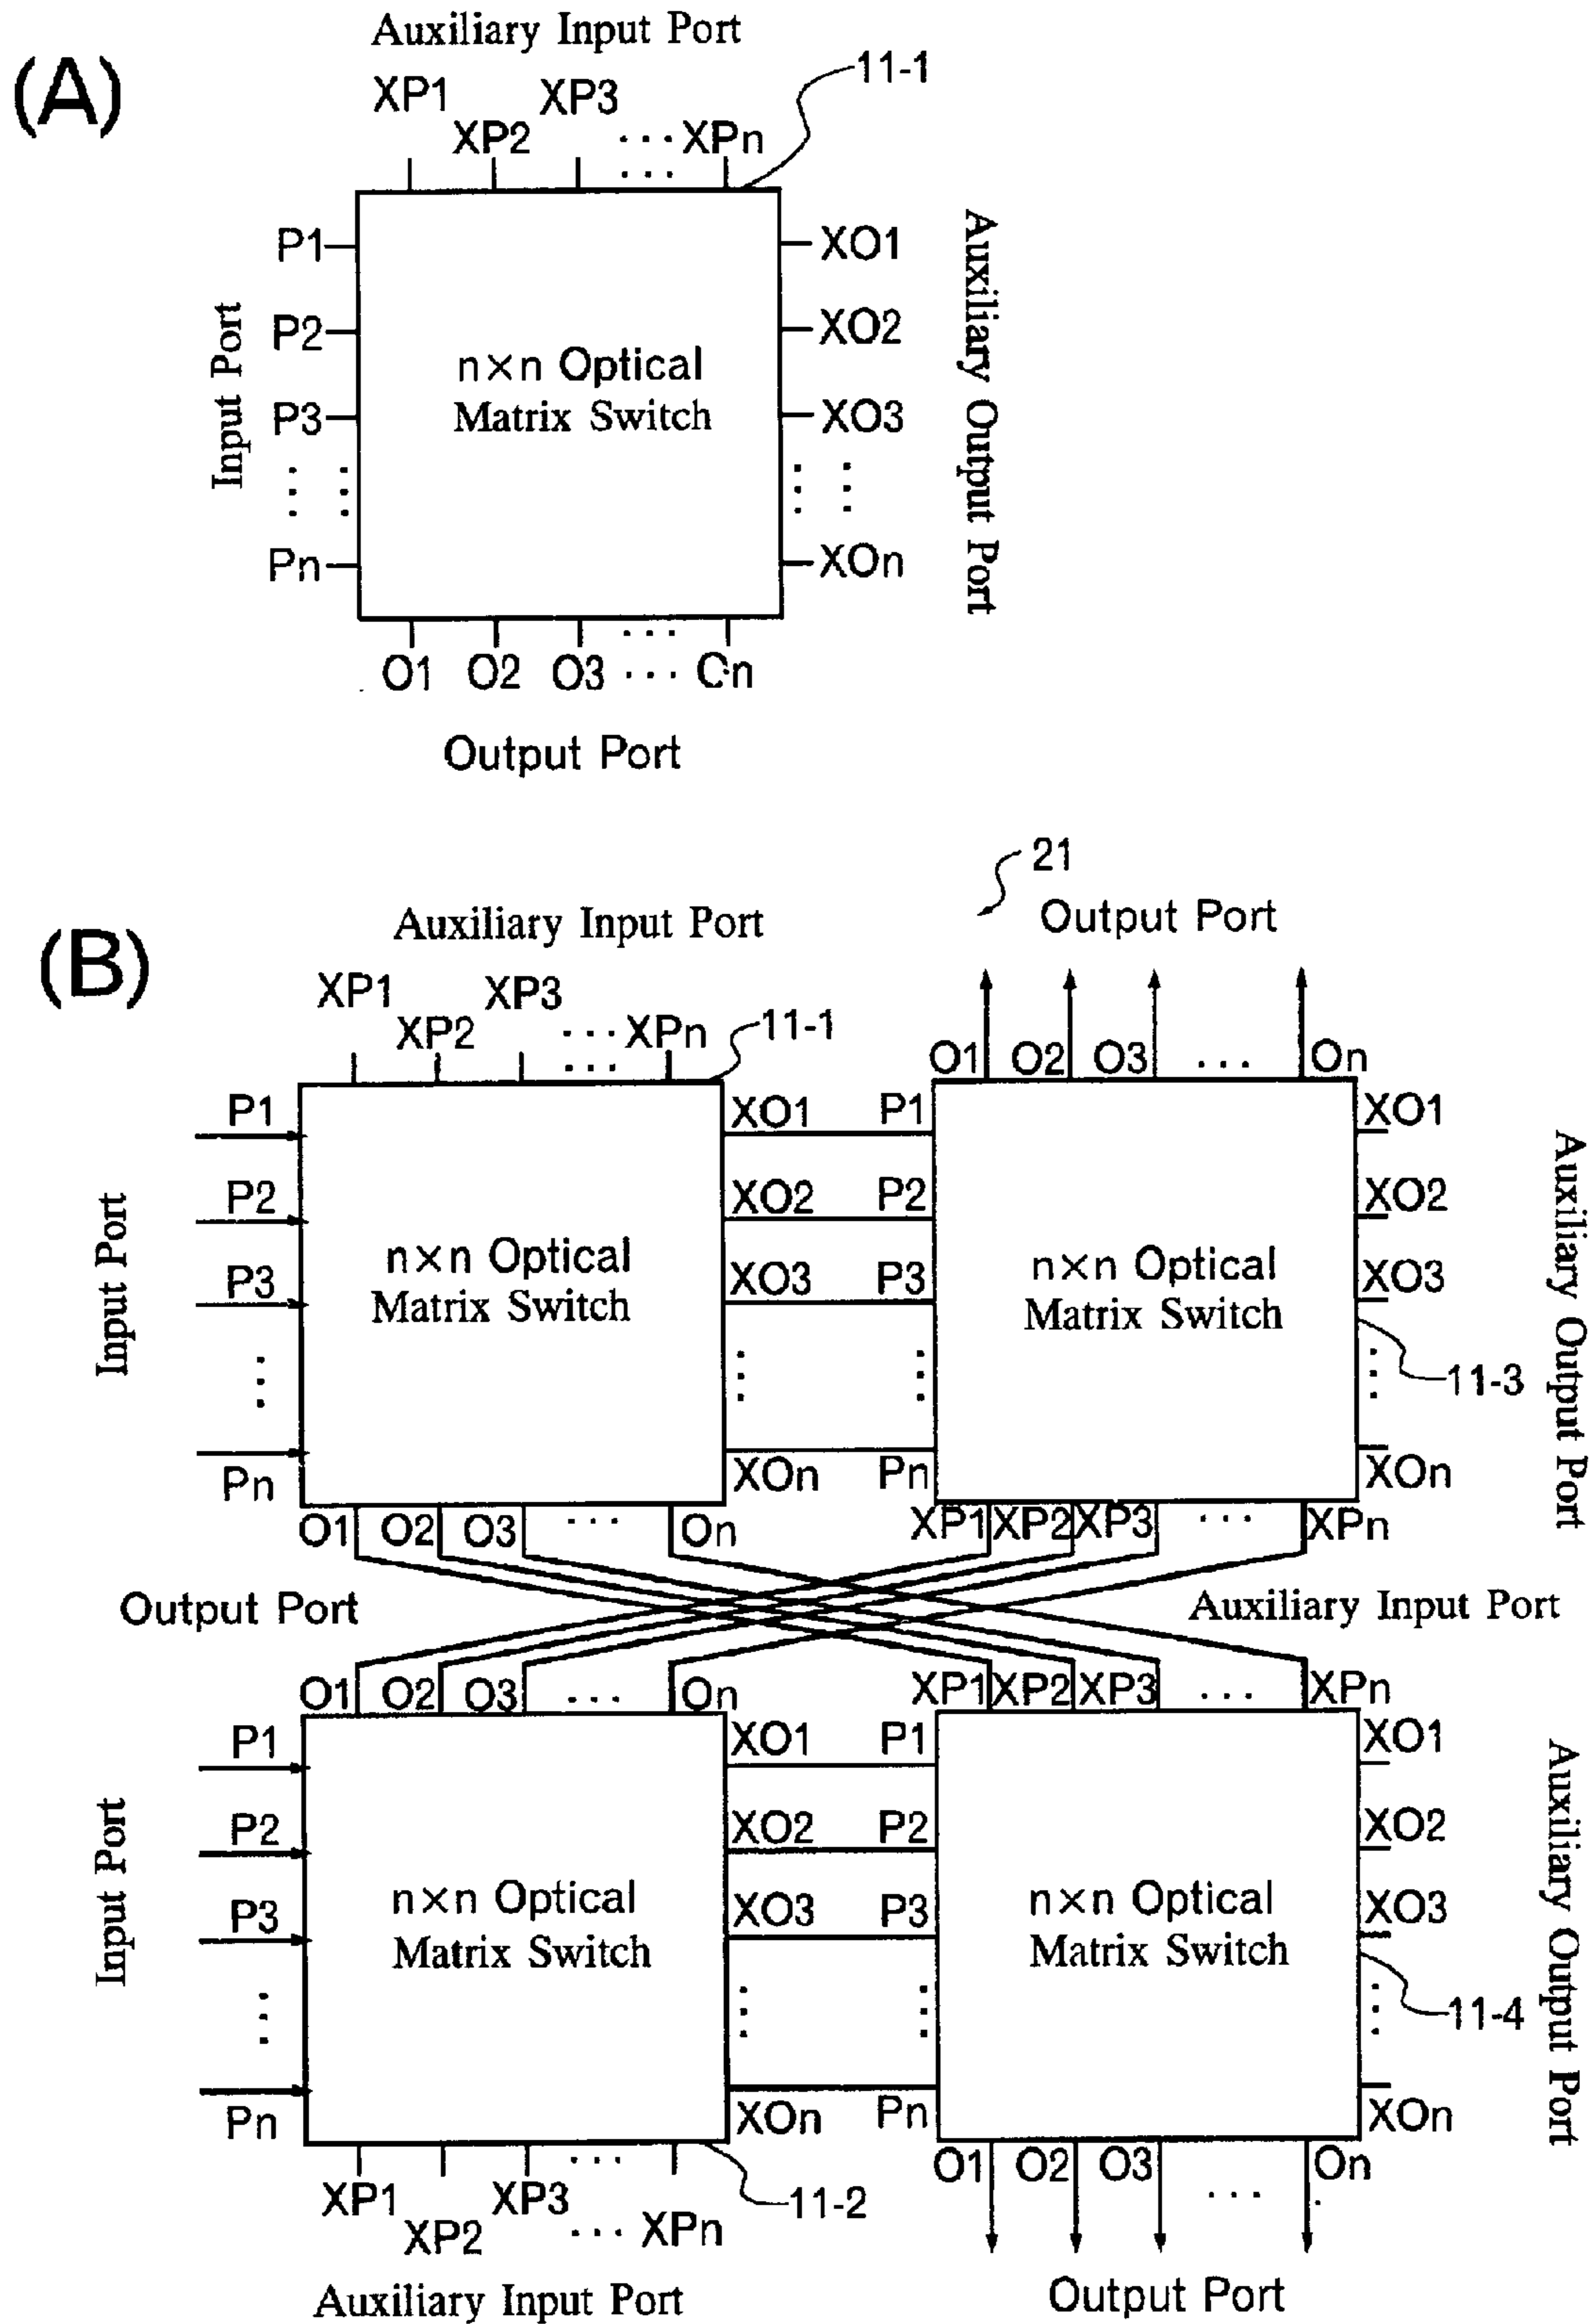 (A)
Auxiliary Input Port
XP1 XP3
XP2 ··· XPn
···
11-1
Input Port
P1
P2
P3
Pn
n×n Optical
Matrix Switch
XO1
XO2
XO3
XOn
Auxiliary Output Port
O1 O2 O3 ··· On
Output Port
(B)
21
Auxiliary Input Port
XP1 XP3
XP2 ··· XPn
···
11-1
Output Port
O1 O2 O3 ··· On
Input Port
P1
P2
P3
Pn
n×n Optical
Matrix Switch
XO1 P1
XO2 P2
XO3 P3
XOn Pn
n×n Optical
Matrix Switch
XO1
XO2
XO3
XOn
11-3
Auxiliary Output Port
O1 O2 O3 ··· On
XP1 XP2 XP3 ··· XPn
Output Port
Auxiliary Input Port
O1 O2 O3 ··· On
XP1 XP2 XP3 ··· XPn
Input Port
P1
P2
P3
Pn
n×n Optical
Matrix Switch
XO1 P1
XO2 P2
XO3 P3
XOn Pn
n×n Optical
Matrix Switch
XO1
XO2
XO3
XOn
11-4
Auxiliary Output Port
XP1 XP3 ···
XP2 ··· XPn
11-2
Auxiliary Input Port
O1 O2 O3 ··· On
Output Port